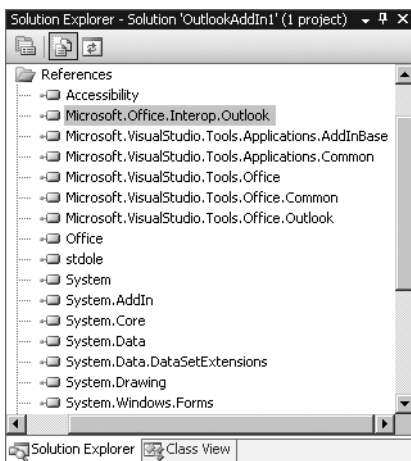 Solution Explorer - Solution 'OutlookAddIn1' (1 project)
References
Accessibility
Microsoft.Office.Interop.Outlook
Microsoft.VisualStudio.Tools.Applications.AddInBase
Microsoft.VisualStudio.Tools.Applications.Common
Microsoft.VisualStudio.Tools.Office
Microsoft.VisualStudio.Tools.Office.Common
Microsoft.VisualStudio.Tools.Office.Outlook
Office
stdole
System
System.AddIn
System.Core
System.Data
System.Data.DataSetExtensions
System.Drawing
System.Windows.Forms
Solution Explorer Class View